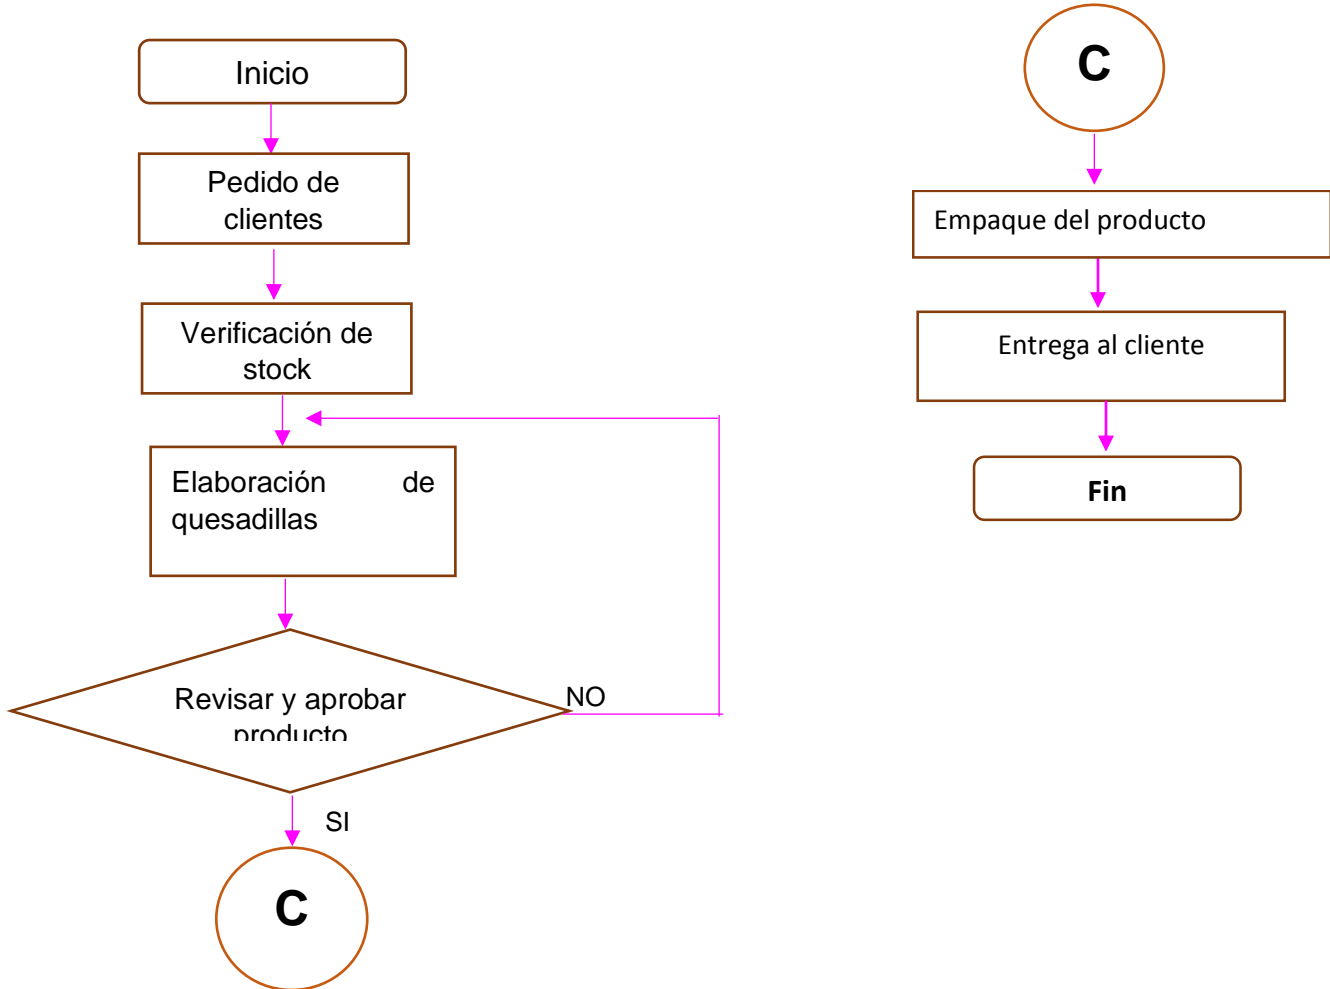 Inicio
Pedido de
clientes
Verificación de
stock
Elaboración de
quesadillas
Revisar y aprobar
producto
NO
SI
C
C
Empaque del producto
Entrega al cliente
Fin